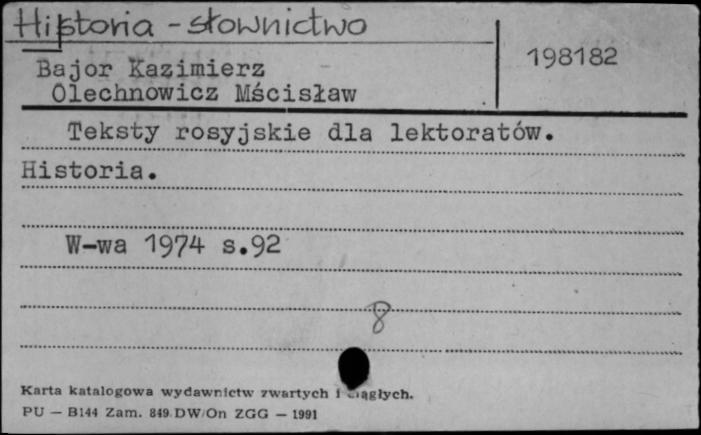 Historia - słownictwo
198182
Bajor Kazimierz
Olechnowicz Mścisław
Teksty rosyjskie dla lektoratów.
Historia.
W-wa 1974 s.92
8
Karta katalogowa wydawnictw zwartych i ciągłych.
PU — B144 Zam. 849 DW/On ZGG — 1991